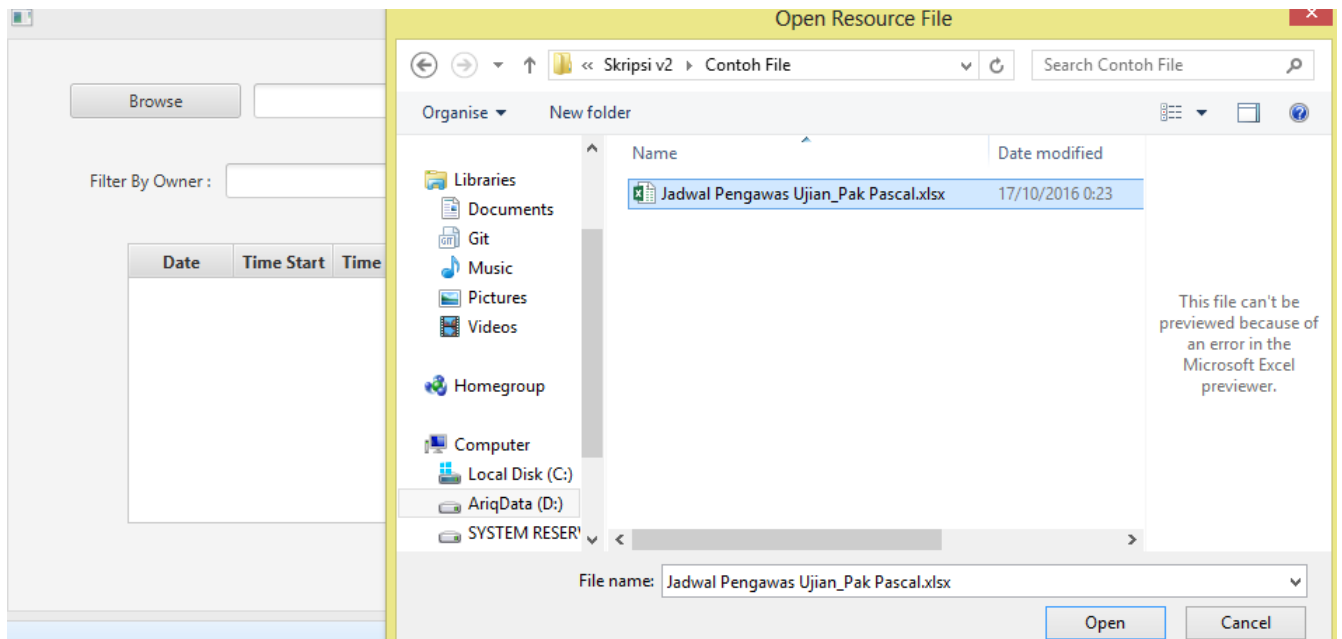 Open Resource File
« Skripsi v2 Contoh File
Search Contoh File
Browse
Organise
New folder
Name
Date modified
Filter By Owner :
Libraries
Documents
Git
Music
Pictures
Videos
Homegroup
Computer
Local Disk (C:)
AriqData (D:)
SYSTEM RESERV
Jadwal Pengawas Ujian_Pak Pascal.xlsx
17/10/2016 0:23
Date
Time Start
Time
This file can't be
previewed because of
an error in the
Microsoft Excel
previewer.
File name:
Jadwal Pengawas Ujian_Pak Pascal.xlsx
Open
Cancel